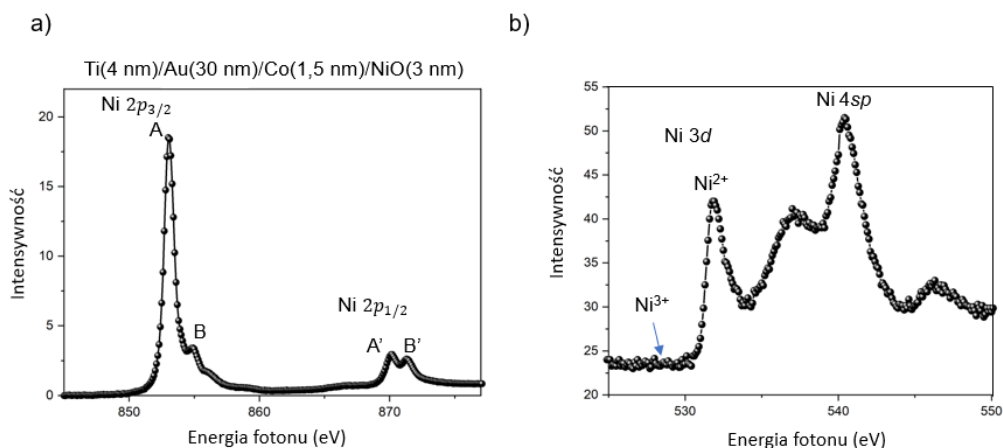 a)
Ti(4 nm)/Au(30 nm)/Co(1,5 nm)/NiO(3 nm)
Ni 2p₃/₂
A
B
Ni 2p₁/₂
A’
B’
20
15
10
5
0
850
860
870
Intensywność
Energia fotonu (eV)
b)
Ni 3d
Ni²⁺
Ni³⁺
Ni 4sp
55
50
45
40
35
30
25
20
530
540
550
Intensywność
Energia fotonu (eV)